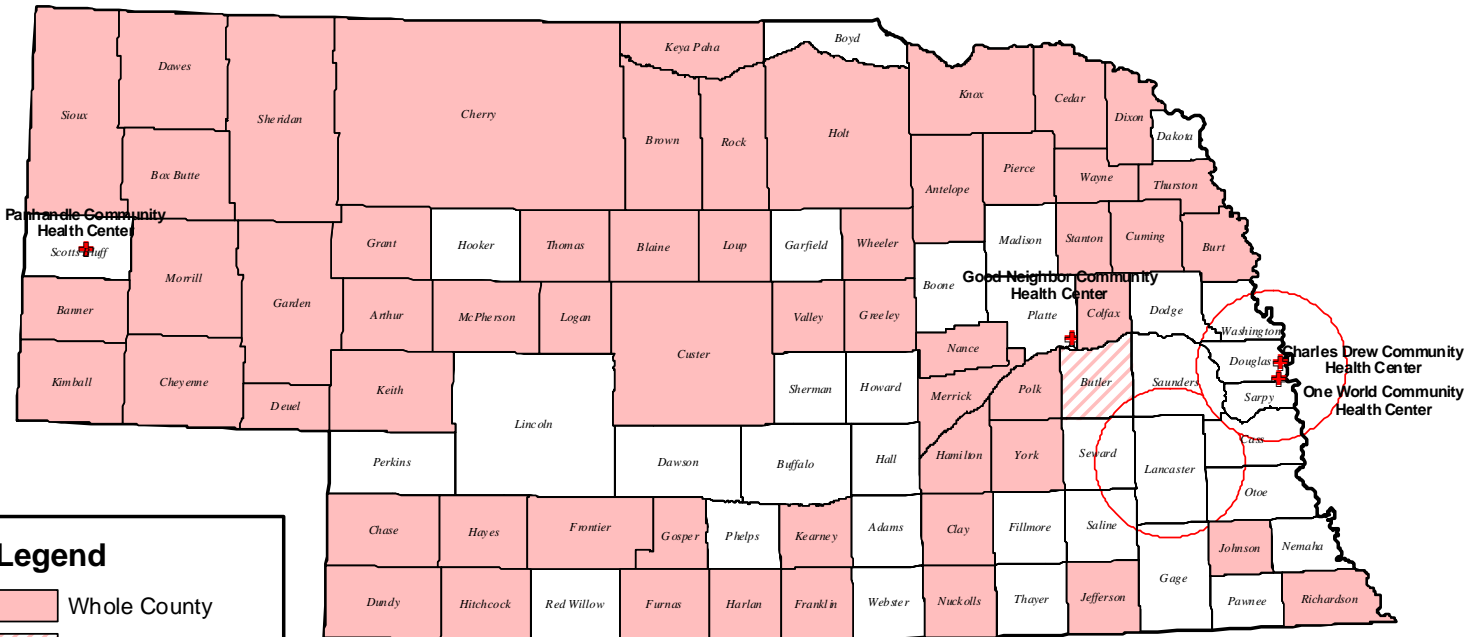 Boyd
Keya Paha
Dawes
Knox
Cedar
Sioux
Sheridan
Cherry
Dixon
Holt
Dakota
Brown
Rock
Pierce
Box Butte
Wayne
Thurston
Antelope
Panhandle Community
Health Center
Scotts Bluff
Grant
Hooker
Thomas
Blaine
Loup
Garfield
Wheeler
Madison
Stanton
Cuming
Burt
Morrill
Good Neighbor Community
Health Center
Boone
Garden
Banner
Arthur
McPherson
Logan
Valley
Greeley
Platte
Colfax
Dodge
Washington
Nance
Custer
Charles Drew Community
Health Center
Douglas
Kimball
Cheyenne
Keith
Sherman
Howard
Merrick
Polk
Butler
Saunders
Sarpy
One World Community
Health Center
Deuel
Lincoln
Cass
Perkins
Dawson
Buffalo
Hall
Hamilton
York
Seward
Lancaster
Otoe
Chase
Hayes
Frontier
Gosper
Phelps
Kearney
Adams
Clay
Fillmore
Saline
Johnson
Nemaha
Gage
Dundy
Hitchcock
Red Willow
Furnas
Harlan
Franklin
Webster
Nuckolls
Thayer
Jefferson
Pawnee
Richardson
Legend
Whole County